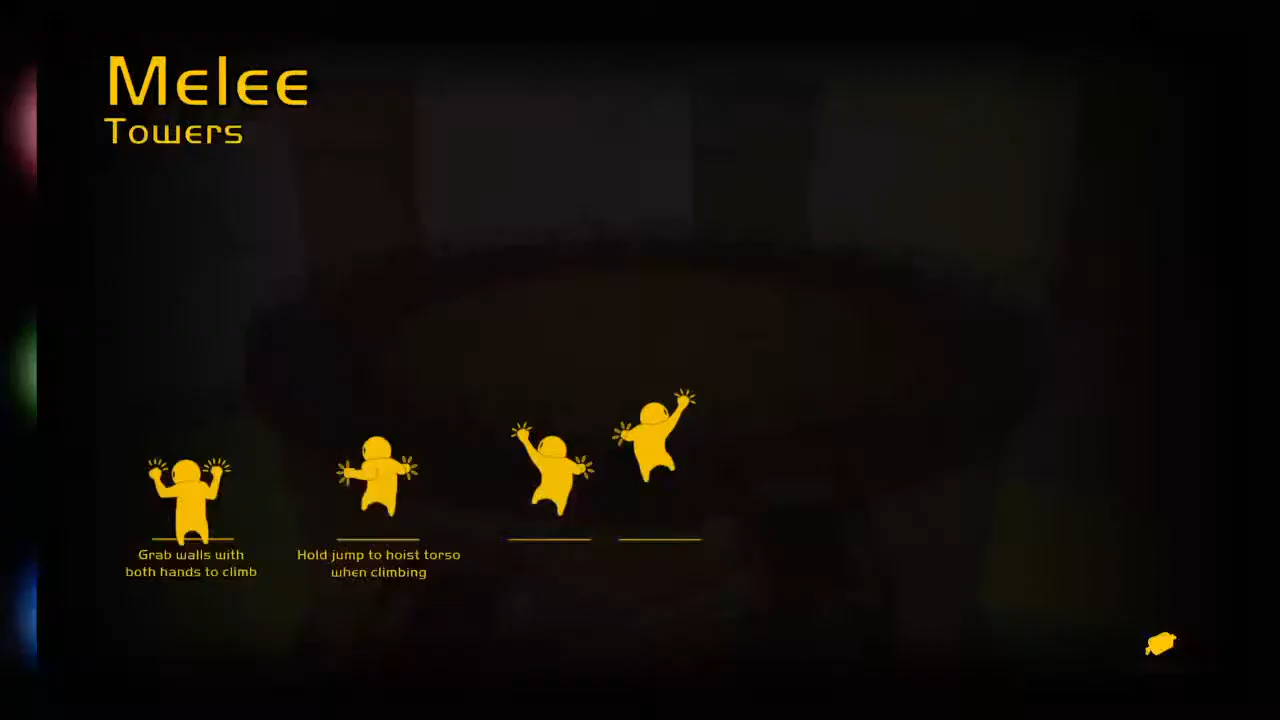 Melee
Towers
Grab walls with
both hands to climb
Hold jump to hoist torso
when climbing